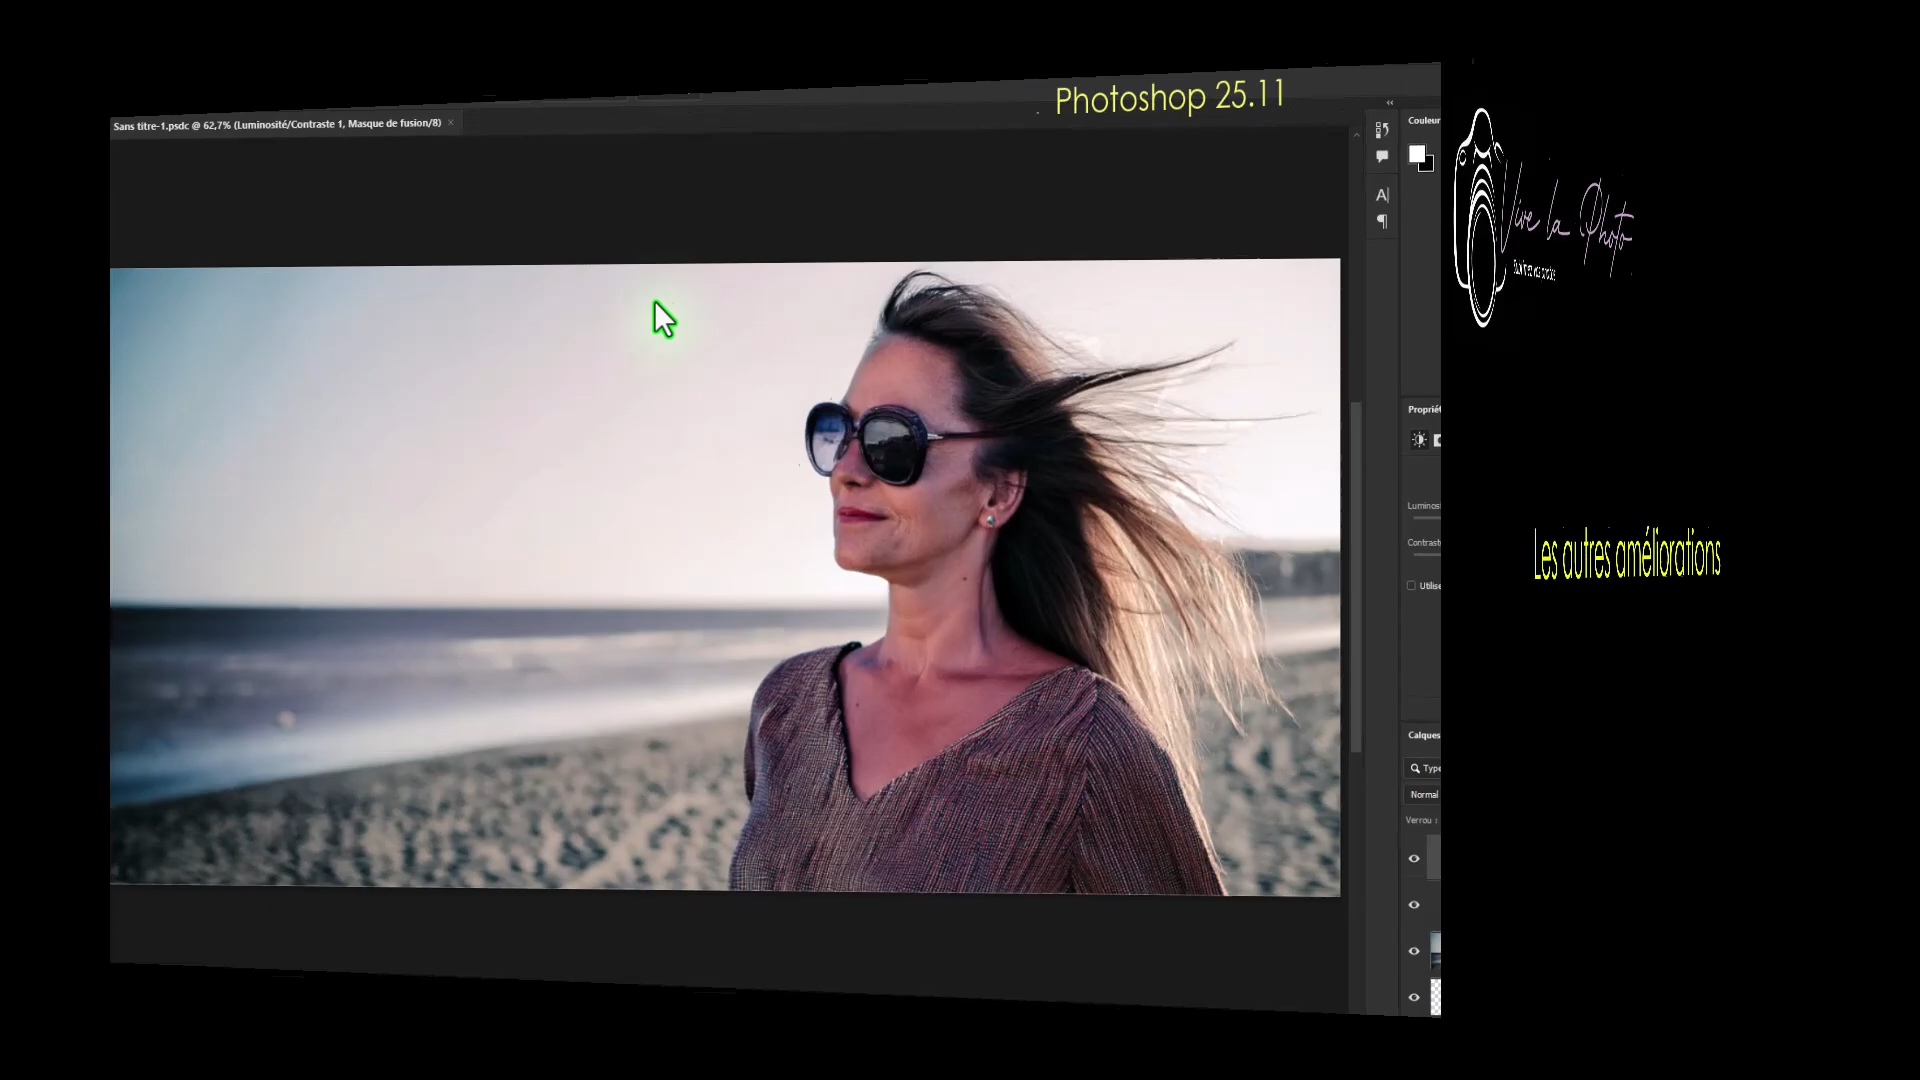 Photoshop 25.11
Sans titre-1.psdc @ 62,7% (Luminosité/Contraste 1, Masque de fusion/8) ×
Couleur
A|
Vive la Photo
Propriét
Luminosi
Contrast
Utilise
Les autres améliorations
Calques
Type
Normal
Verrou :